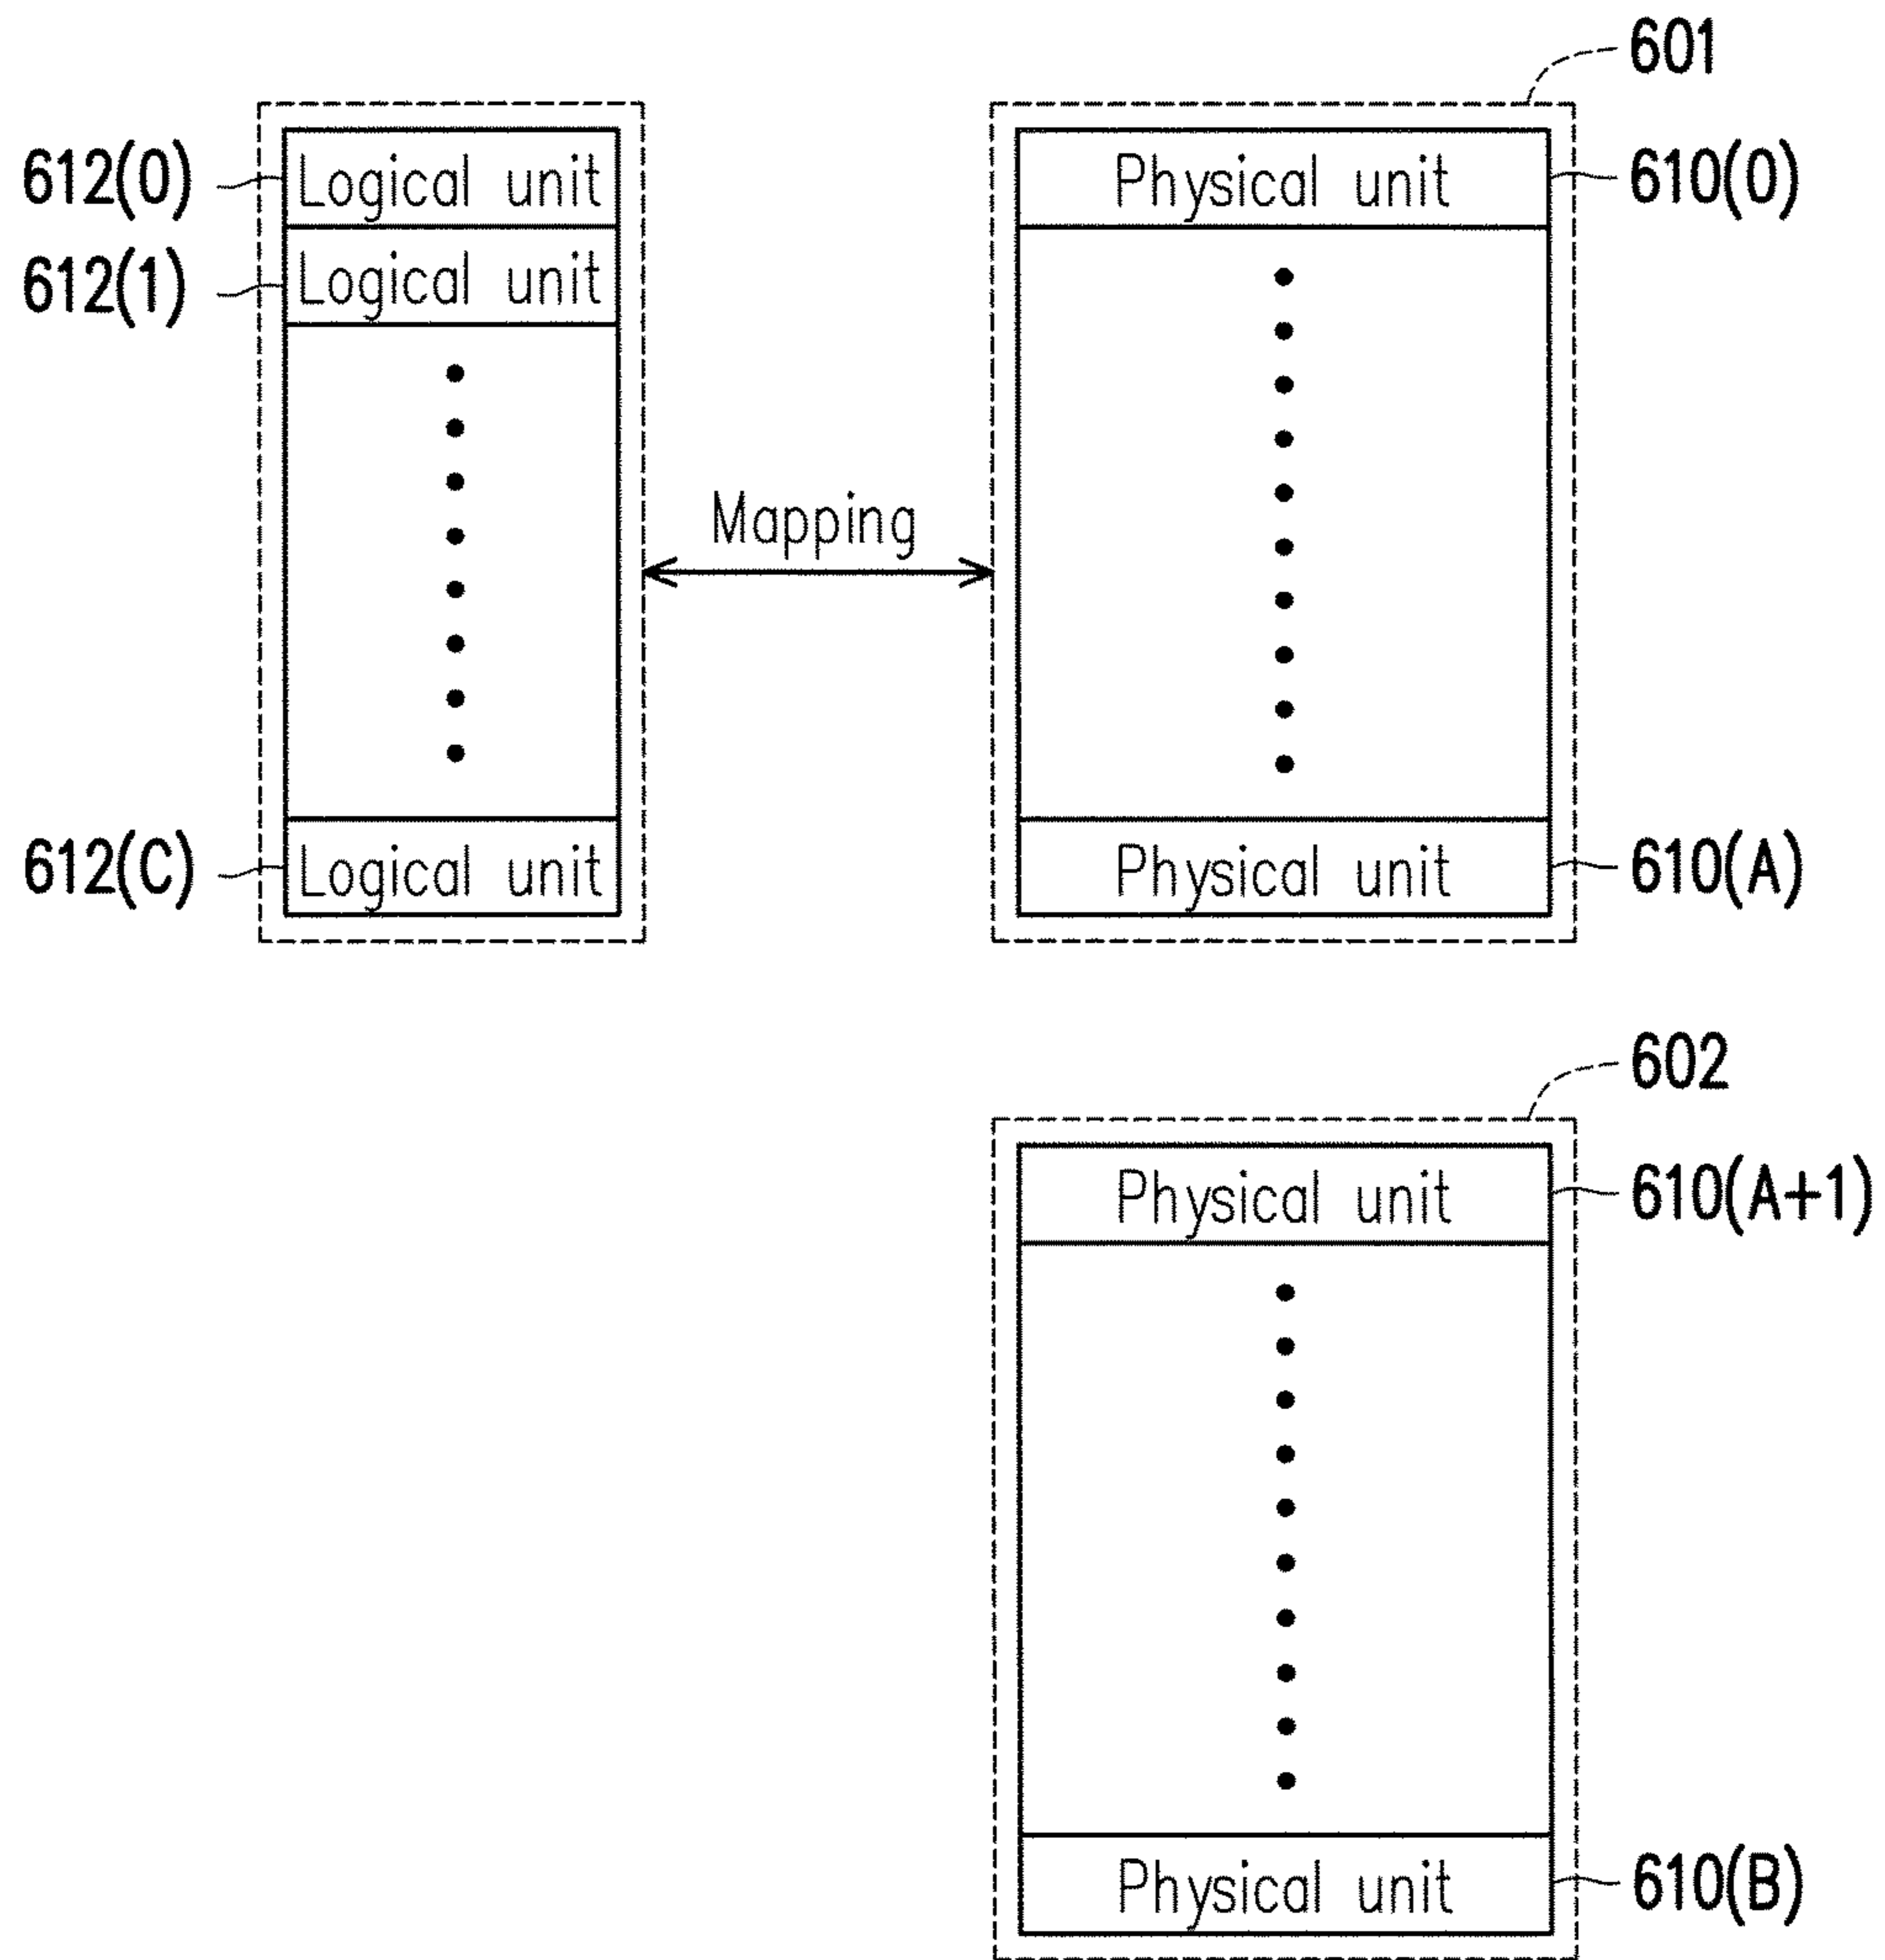 601
612(0) Logical unit Physical unit 610(0)
612(1) Logical unit
Mapping
612(C) Logical unit Physical unit 610(A)
602
Physical unit 610(A+1)
Physical unit 610(B)